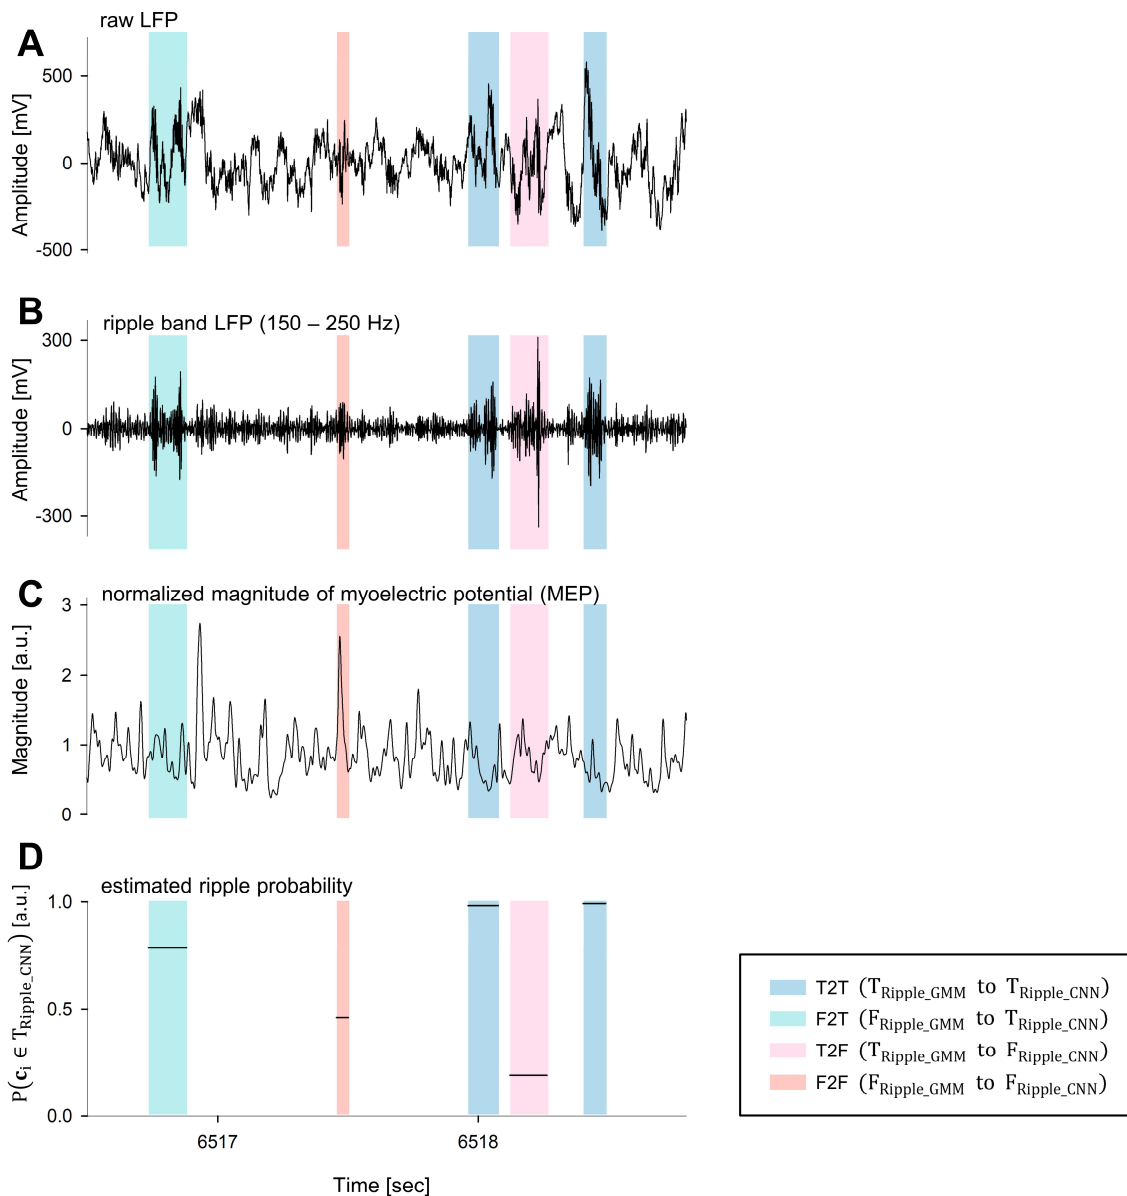 A
raw LFP
Amplitude [mV]
500
0
-500
B
ripple band LFP (150 – 250 Hz)
Amplitude [mV]
300
0
-300
C
normalized magnitude of myoelectric potential (MEP)
Magnitude [a.u.]
3
2
1
0
D
estimated ripple probability
P(cᵢ ∈ T_Ripple_CNN) [a.u.]
1.0
0.5
0.0
6517 6518
Time [sec]
T2T (T_Ripple_GMM to T_Ripple_CNN)
F2T (F_Ripple_GMM to T_Ripple_CNN)
T2F (T_Ripple_GMM to F_Ripple_CNN)
F2F (F_Ripple_GMM to F_Ripple_CNN)